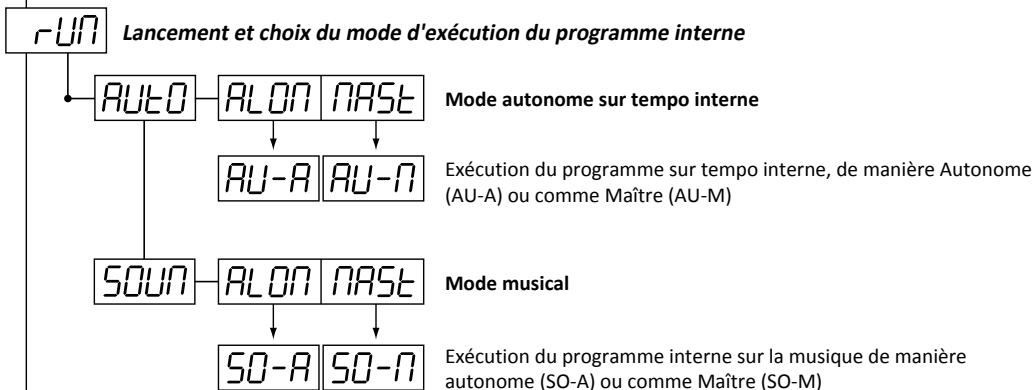 rUN Lancement et choix du mode d'exécution du programme interne
AUtO ALON MASt Mode autonome sur tempo interne
AU-A AU-M Exécution du programme sur tempo interne, de manière Autonome
(AU-A) ou comme Maître (AU-M)
SOUN ALON MASt Mode musical
SO-A SO-M Exécution du programme interne sur la musique de manière
autonome (SO-A) ou comme Maître (SO-M)